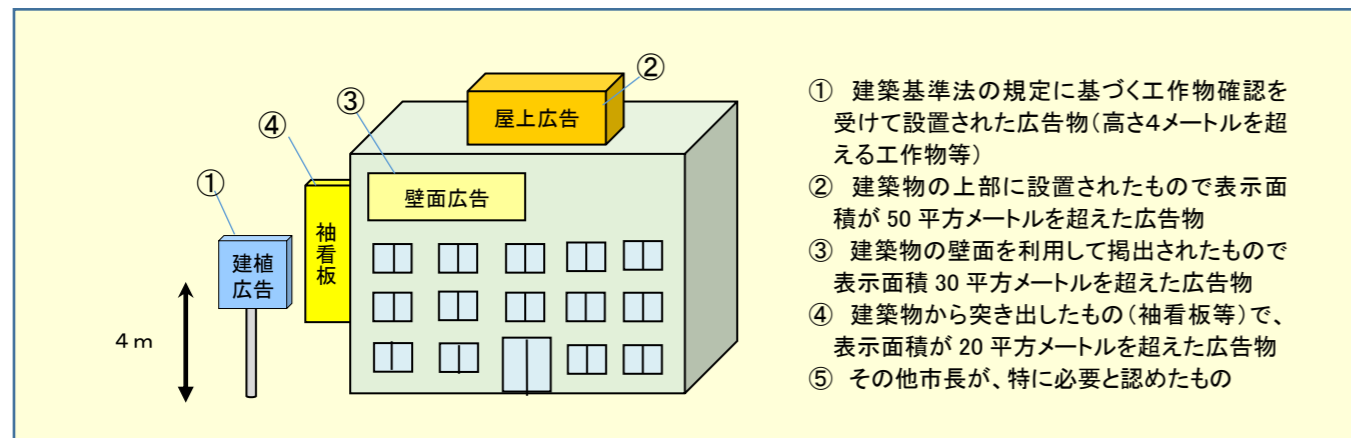 ②
③
④
①
屋上広告
壁面広告
袖看板
建植
広告
4m
① 建築基準法の規定に基づく工作物確認を
受けて設置された広告物(高さ4メートルを超
える工作物等)
② 建築物の上部に設置されたもので表示面
積が 50 平方メートルを超えた広告物
③ 建築物の壁面を利用して掲出されたもので
表示面積 30 平方メートルを超えた広告物
④ 建築物から突き出したもの(袖看板等)で、
表示面積が 20 平方メートルを超えた広告物
⑤ その他市長が、特に必要と認めたもの